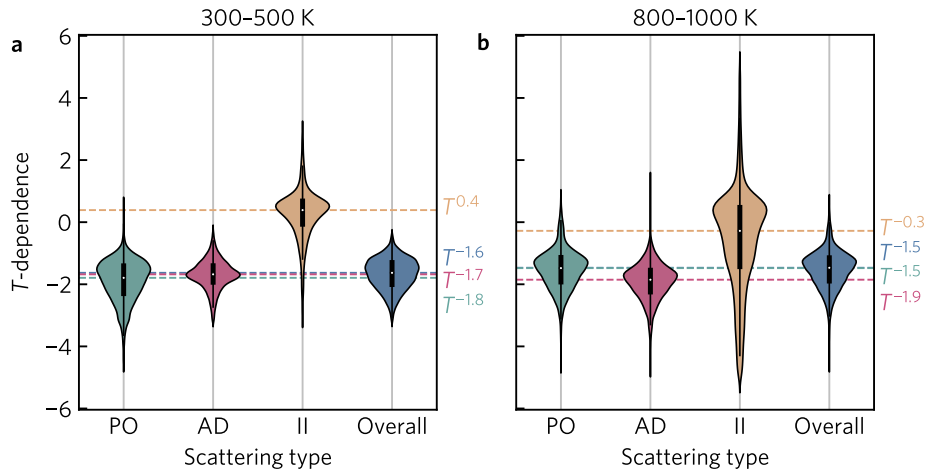 300–500 K
800–1000 K
a
b
T-dependence
6
4
2
0
−2
−4
−6
T^0.4
T^−1.6
T^−1.7
T^−1.8
T^−0.3
T^−1.5
T^−1.5
T^−1.9
PO AD II Overall
PO AD II Overall
Scattering type
Scattering type